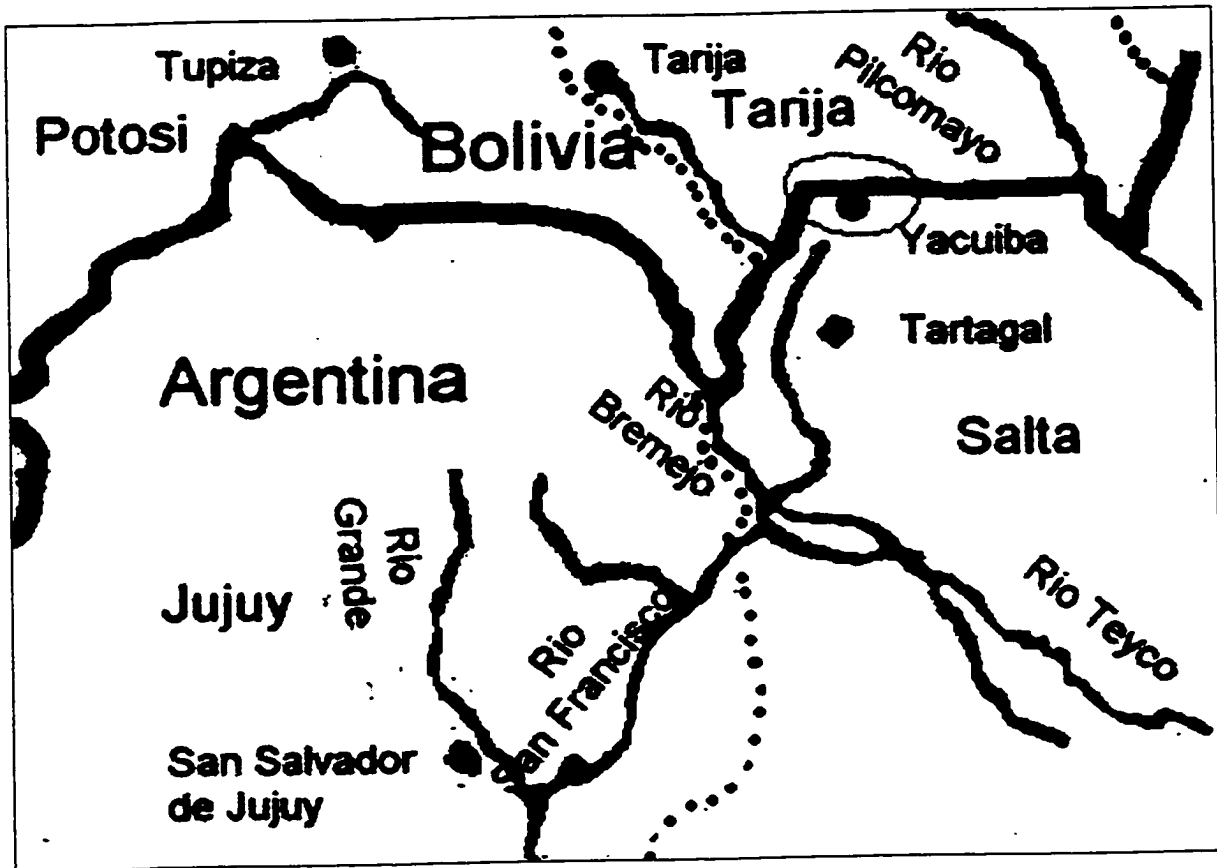 Tupiza
Tarija
Rio
Pilcomayo
Potosi
Bolivia
Tarija
Yacuiba
Tartagal
Argentina
Rio
Bremejo
Salta
Rio
Grande
Jujuy
Rio
San Francisco
Rio Teyco
San Salvador
de Jujuy